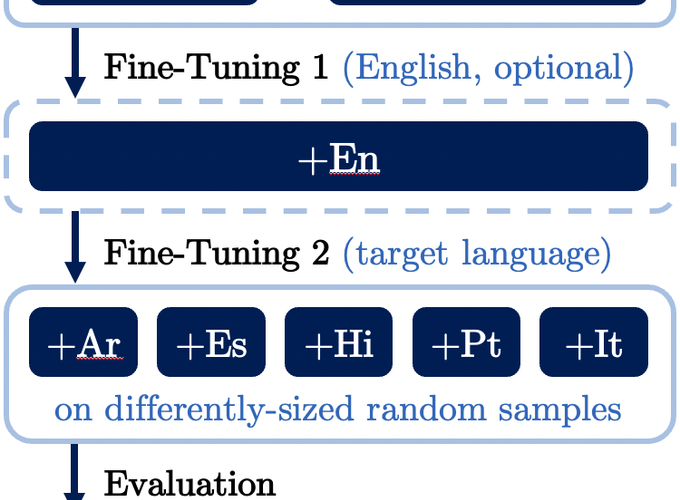 Fine-Tuning 1 (English, optional)
+En
Fine-Tuning 2 (target language)
+Ar +Es +Hi +Pt +It
on differently-sized random samples
Evaluation